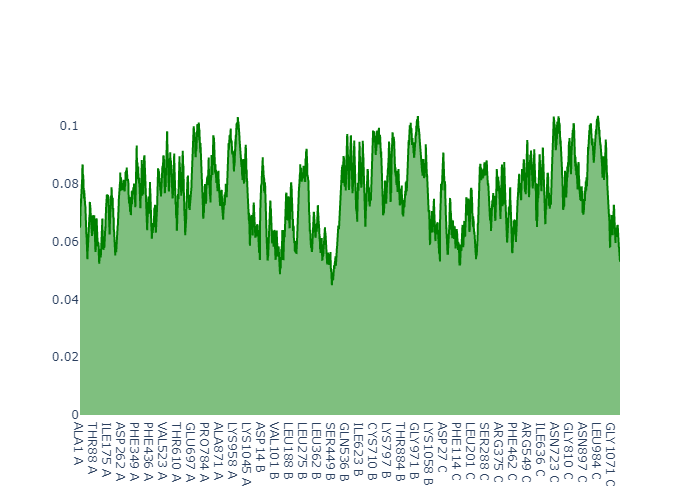 0.1
0.08
0.06
0.04
0.02
0
ALA1 A
THR88 A
ILE175 A
ASP262 A
PHE349 A
PHE436 A
VAL523 A
THR610 A
GLU697 A
PRO784 A
ALA871 A
LYS958 A
LYS1045 A
ASP14 B
VAL101 B
LEU188 B
LEU275 B
LEU362 B
SER449 B
GLN536 B
ILE623 B
CYS710 B
LYS797 B
THR884 B
GLY971 B
LYS1058 B
ASP27 C
PHE114 C
LEU201 C
SER288 C
ARG375 C
PHE462 C
ARG549 C
ILE636 C
ASN723 C
GLY810 C
ASN897 C
LEU984 C
GLY1071 C